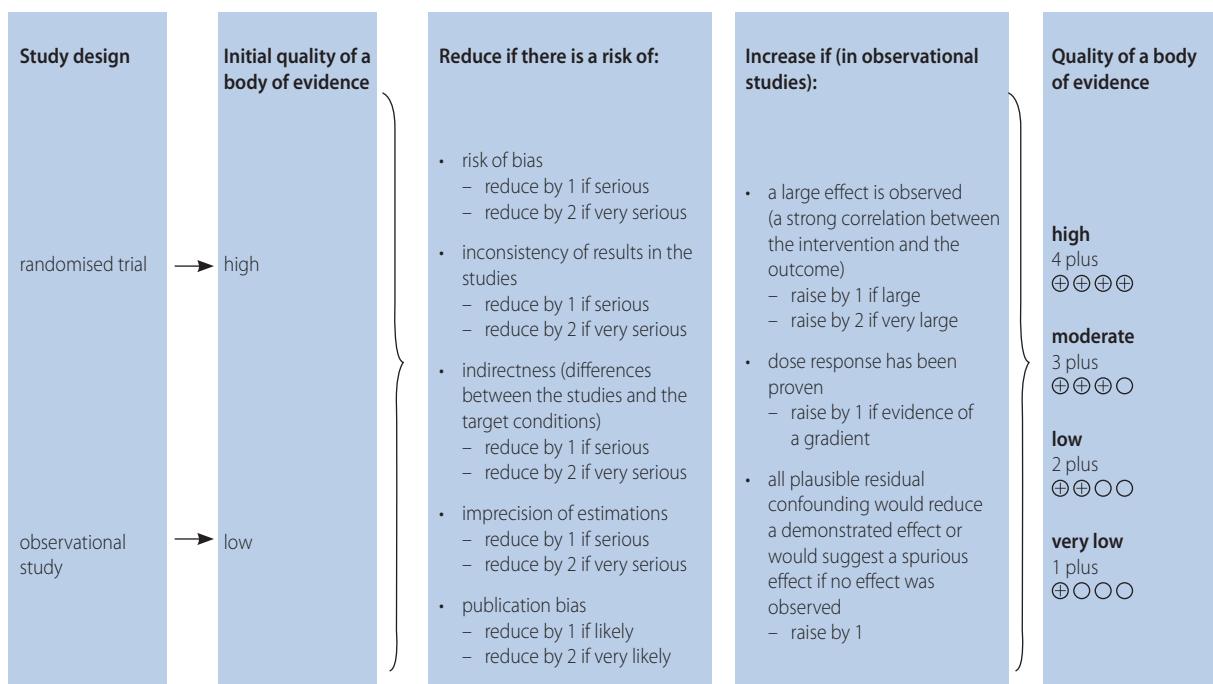 Study design
randomised trial
observational
study
Initial quality of a
body of evidence
high
low
Reduce if there is a risk of:
• risk of bias
– reduce by 1 if serious
– reduce by 2 if very serious
• inconsistency of results in the
studies
– reduce by 1 if serious
– reduce by 2 if very serious
• indirectness (differences
between the studies and the
target conditions)
– reduce by 1 if serious
– reduce by 2 if very serious
• imprecision of estimations
– reduce by 1 if serious
– reduce by 2 if very serious
• publication bias
– reduce by 1 if likely
– reduce by 2 if very likely
Increase if (in observational
studies):
• a large effect is observed
(a strong correlation between
the intervention and the
outcome)
– raise by 1 if large
– raise by 2 if very large
• dose response has been
proven
– raise by 1 if evidence of
a gradient
• all plausible residual
confounding would reduce
a demonstrated effect or
would suggest a spurious
effect if no effect was
observed
– raise by 1
Quality of a body
of evidence
high
4 plus
⊕⊕⊕⊕
moderate
3 plus
⊕⊕⊕○
low
2 plus
⊕⊕○○
very low
1 plus
⊕○○○